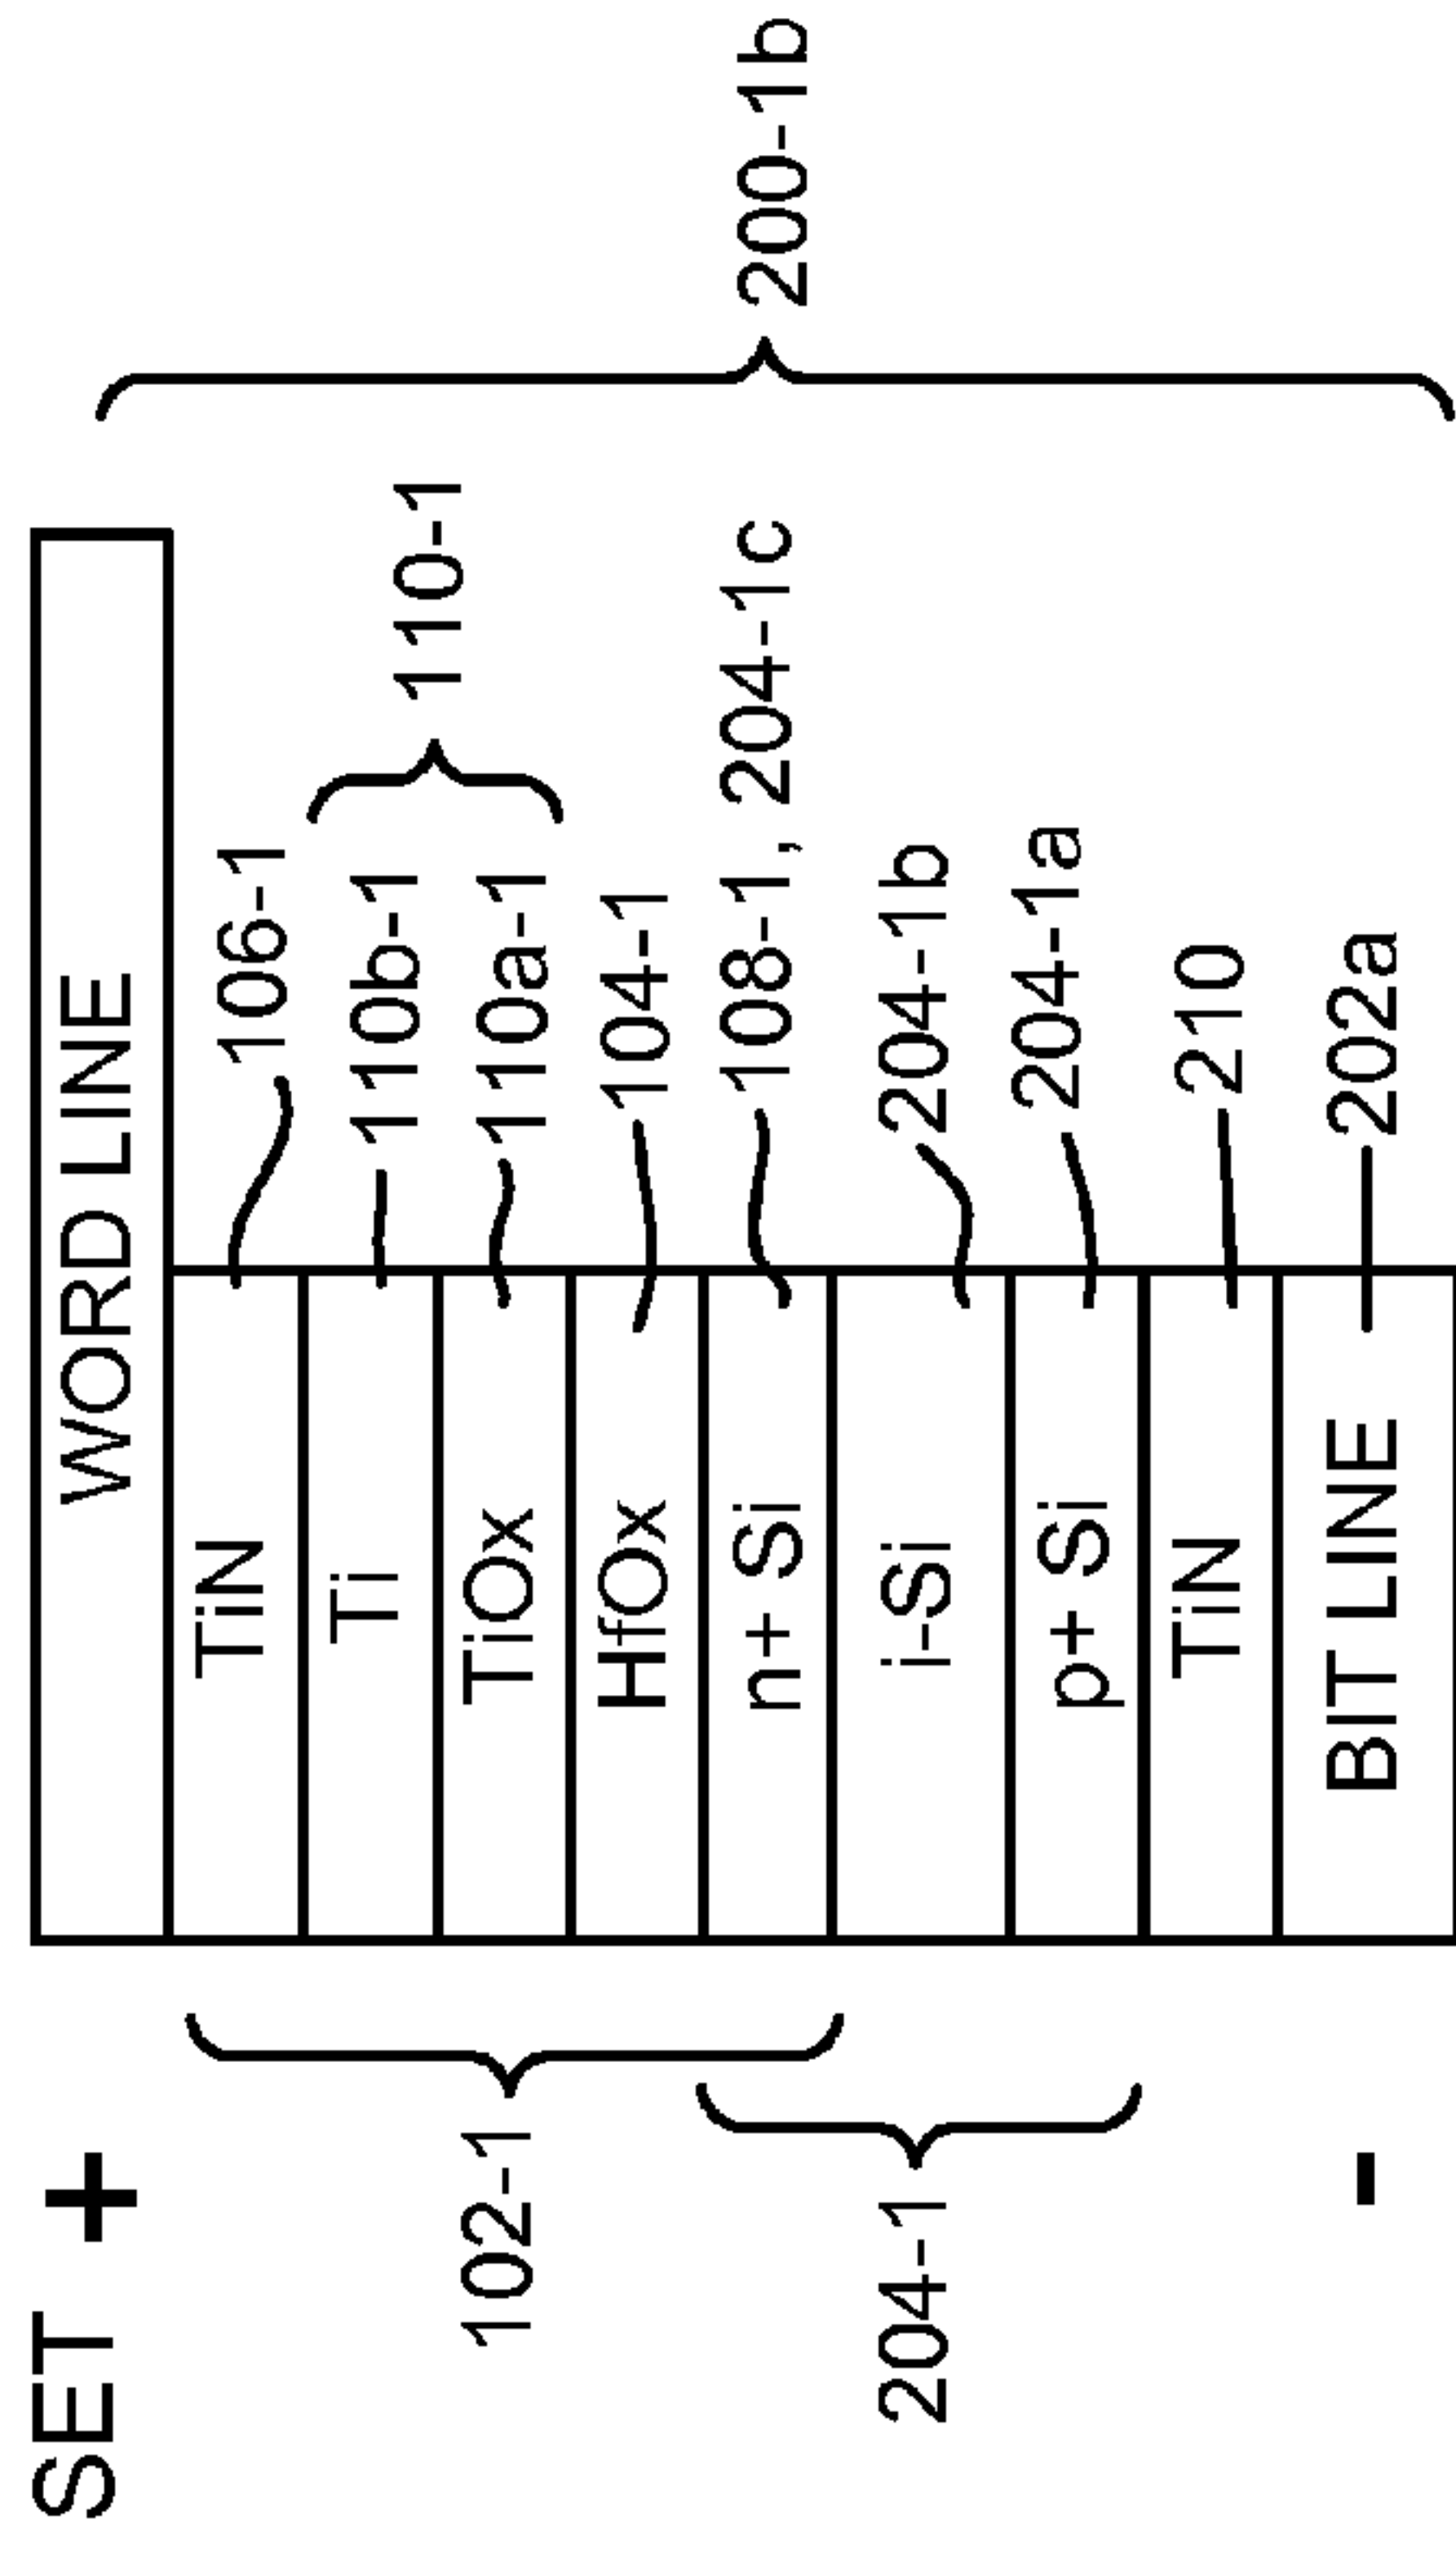 SET + WORD LINE
TiN 106-1
Ti 110b-1
110-1
TiOx 110a-1
102-1
HfOx 104-1
n+ Si 108-1, 204-1c
200-1b
i-Si 204-1b
204-1
p+ Si 204-1a
TiN 210
- BIT LINE 202a